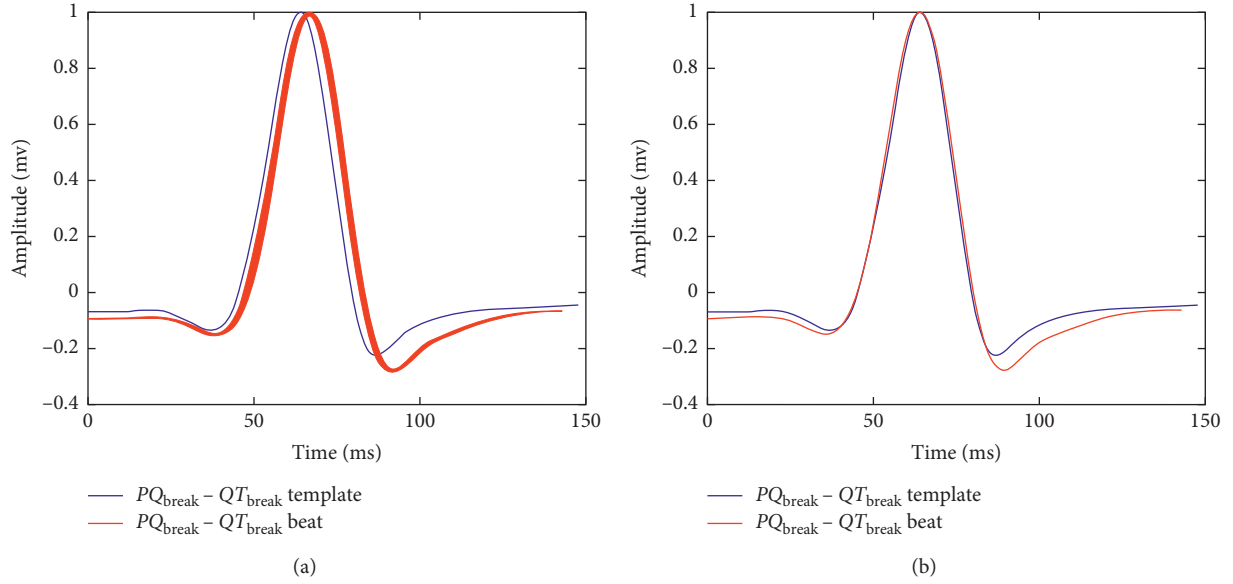 1
0.8
0.6
0.4
0.2
0
−0.2
−0.4
Amplitude (mv)
0 50 100 150
Time (ms)
PQbreak – QTbreak template
PQbreak – QTbreak beat
(a)
1
0.8
0.6
0.4
0.2
0
−0.2
−0.4
Amplitude (mv)
0 50 100 150
Time (ms)
PQbreak – QTbreak template
PQbreak – QTbreak beat
(b)